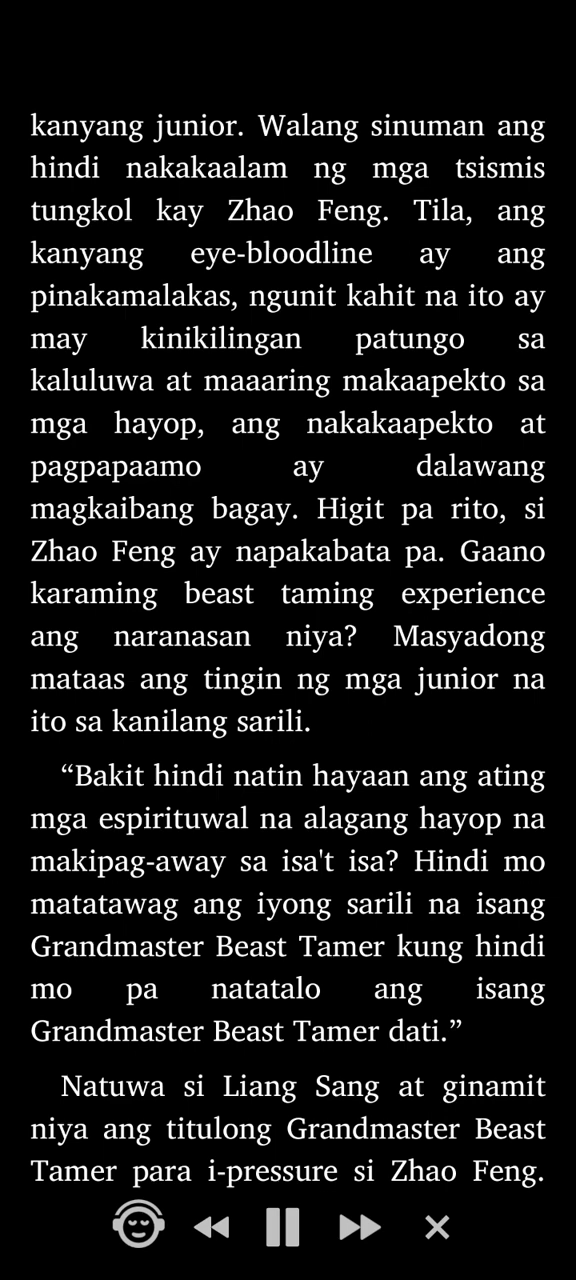 kanyang junior. Walang sinuman ang
hindi nakakaalam ng mga tsismis
tungkol kay Zhao Feng. Tila, ang
kanyang eye-bloodline ay ang
pinakamalakas, ngunit kahit na ito ay
may kinikilingan patungo sa
kaluluwa at maaaring makaapekto sa
mga hayop, ang nakakaapekto at
pagpapaamo ay dalawang
magkaibang bagay. Higit pa rito, si
Zhao Feng ay napakabata pa. Gaano
karaming beast taming experience
ang naranasan niya? Masyadong
mataas ang tingin ng mga junior na
ito sa kanilang sarili.
“Bakit hindi natin hayaan ang ating
mga espirituwal na alagang hayop na
makipag-away sa isa't isa? Hindi mo
matatawag ang iyong sarili na isang
Grandmaster Beast Tamer kung hindi
mo pa natatalo ang isang
Grandmaster Beast Tamer dati.”
Natuwa si Liang Sang at ginamit
niya ang titulong Grandmaster Beast
Tamer para i-pressure si Zhao Feng.